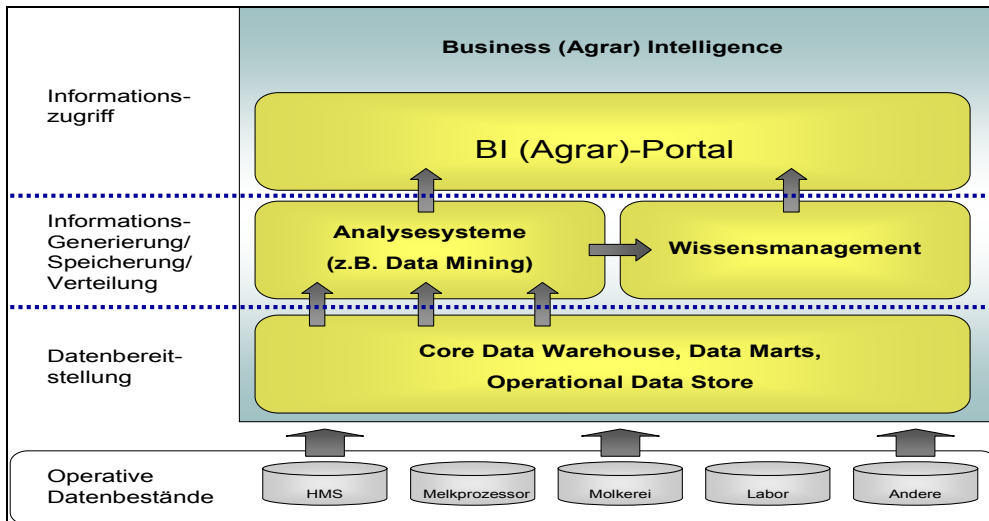 Business (Agrar) Intelligence
Informations-
zugriff
BI (Agrar)-Portal
Informations-
Generierung/
Speicherung/
Verteilung
Analysesysteme
(z.B. Data Mining)
Wissensmanagement
Datenbereit-
stellung
Core Data Warehouse, Data Marts,
Operational Data Store
Operative
Datenbestände
HMS
Melkprozessor
Molkerei
Labor
Andere